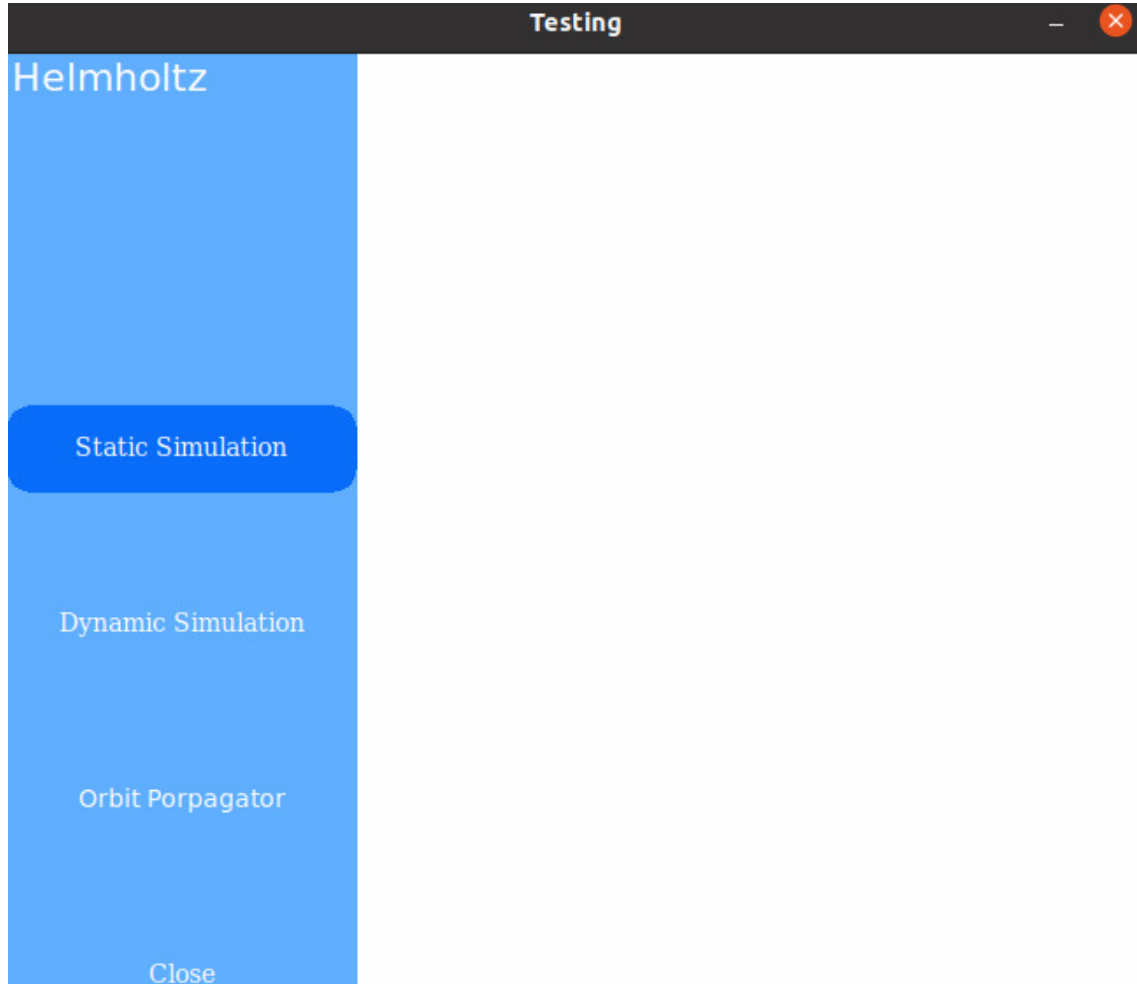 Testing
Helmholtz
Static Simulation
Dynamic Simulation
Orbit Porpagator
Close